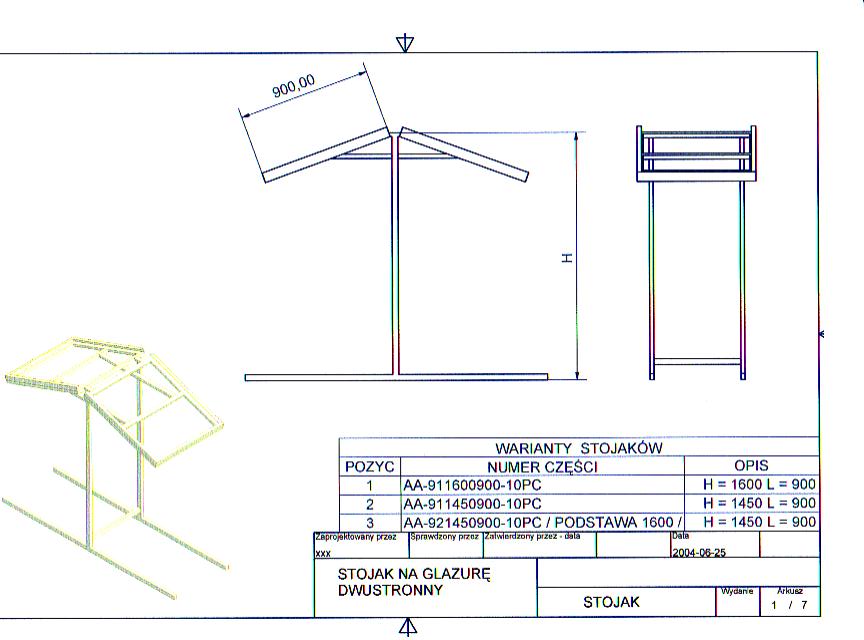 900,00
H
WARIANTY STOJAKÓW
POZYC NUMER CZĘŚCI OPIS
1 AA-911600900-10PC H = 1600 L = 900
2 AA-911450900-10PC H = 1450 L = 900
3 AA-921450900-10PC / PODSTAWA 1600 / H = 1450 L = 900
Zaprojektowany przez Sprawdzony przez Zatwierdzony przez - data Data
xxx 2004-06-25
STOJAK NA GLAZURĘ
DWUSTRONNY
STOJAK
Wydanie Arkusz
1 / 7